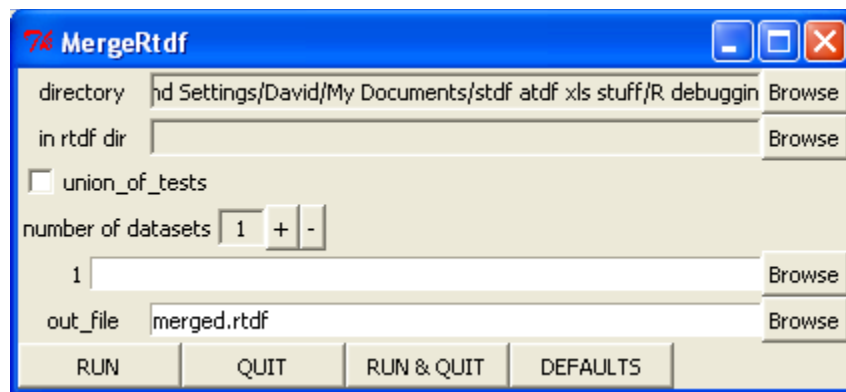 MergeRtdf
directory nd Settings/David/My Documents/stdf atdf xls stuff/R debuggin Browse
in rtdf dir Browse
union_of_tests
number of datasets 1 + -
1 Browse
out_file merged.rtdf Browse
RUN QUIT RUN & QUIT DEFAULTS